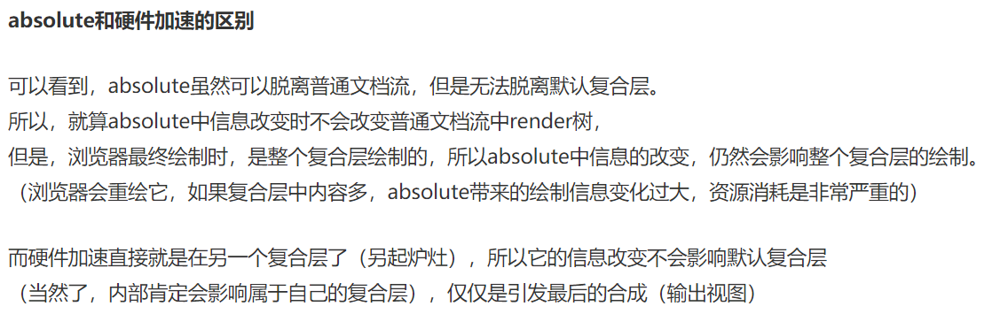 absolute和硬件加速的区别
可以看到，absolute虽然可以脱离普通文档流，但是无法脱离默认复合层。
所以，就算absolute中信息改变时不会改变普通文档流中render树，
但是，浏览器最终绘制时，是整个复合层绘制的，所以absolute中信息的改变，仍然会影响整个复合层的绘制。
（浏览器会重绘它，如果复合层中内容多，absolute带来的绘制信息变化过大，资源消耗是非常严重的）
而硬件加速直接就是在另一个复合层了（另起炉灶），所以它的信息改变不会影响默认复合层
（当然了，内部肯定会影响属于自己的复合层），仅仅是引发最后的合成（输出视图）